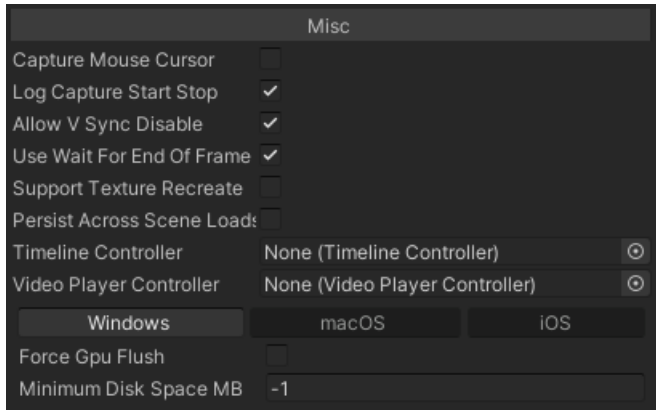 Misc
Capture Mouse Cursor
Log Capture Start Stop
Allow V Sync Disable
Use Wait For End Of Frame
Support Texture Recreate
Persist Across Scene Loads
Timeline Controller None (Timeline Controller)
Video Player Controller None (Video Player Controller)
Windows macOS iOS
Force Gpu Flush
Minimum Disk Space MB -1